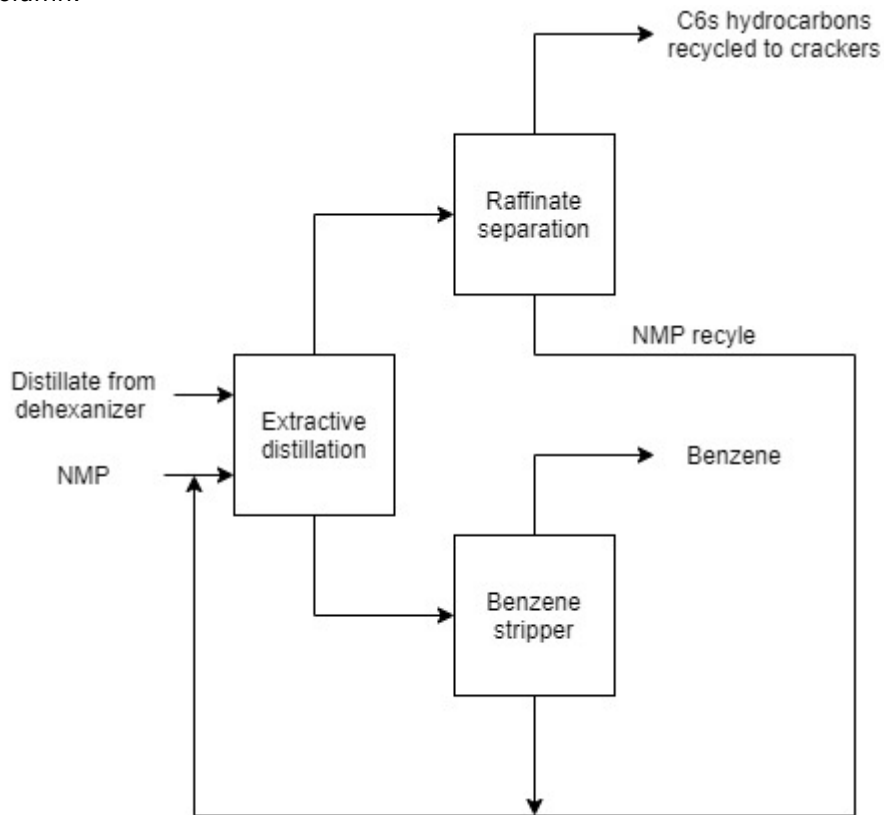 C6s hydrocarbons
recycled to crackers
Raffinate
separation
NMP recyle
Distillate from
dehexanizer
Extractive
distillation
NMP
Benzene
Benzene
stripper